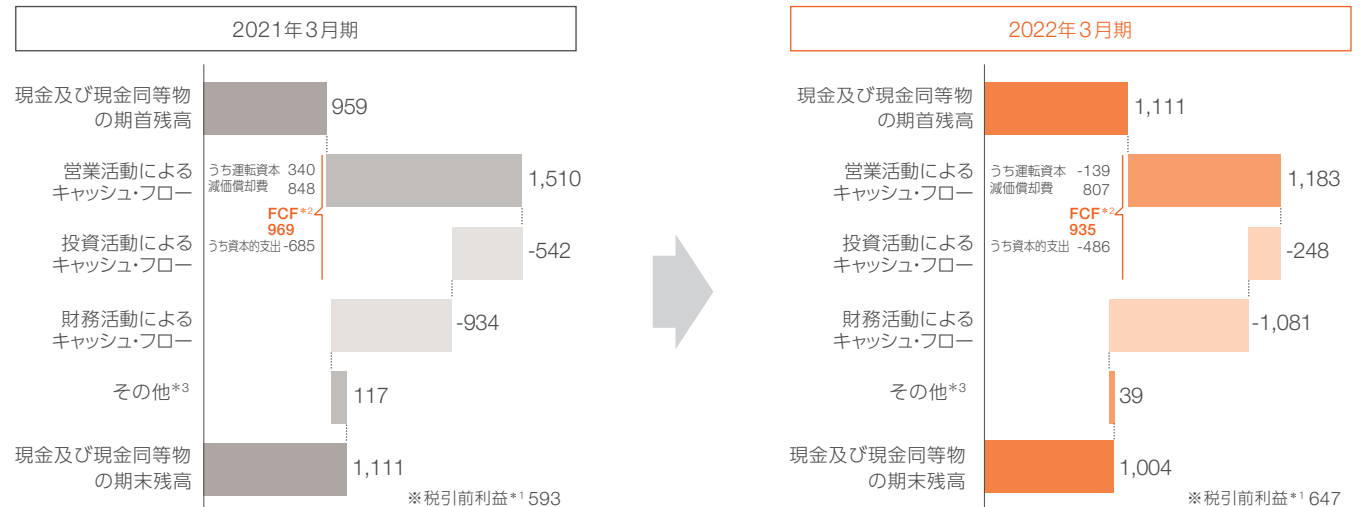 2021年3月期
現金及び現金同等物
の期首残高
959
営業活動による
キャッシュ・フロー
うち運転資本 340
減価償却費 848
1,510
FCF*2
969
投資活動による
キャッシュ・フロー
うち資本的支出 -685
-542
財務活動による
キャッシュ・フロー
-934
その他*3
117
現金及び現金同等物
の期末残高
1,111
※税引前利益*1 593
2022年3月期
現金及び現金同等物
の期首残高
1,111
営業活動による
キャッシュ・フロー
うち運転資本 -139
減価償却費 807
1,183
FCF*2
935
投資活動による
キャッシュ・フロー
うち資本的支出 -486
-248
財務活動による
キャッシュ・フロー
-1,081
その他*3
39
現金及び現金同等物
の期末残高
1,004
※税引前利益*1 647